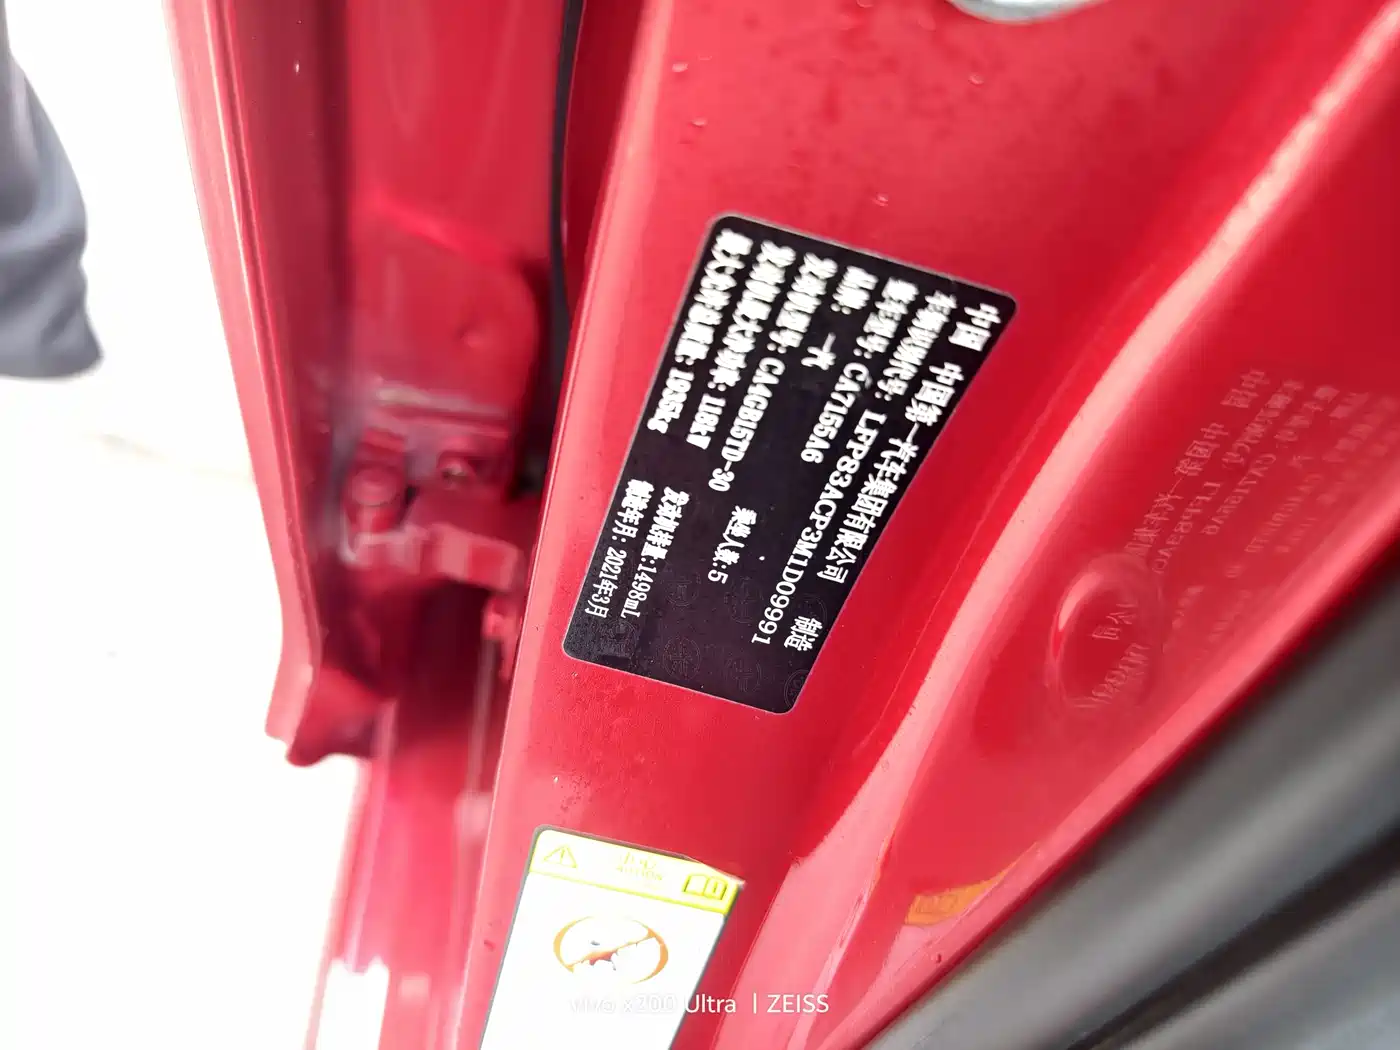 中国 中国第一汽车集团有限公司 制造
车辆识别代号：LFP83ACP3M1D09991
整车型号：CA7155A6
品牌：一汽 乘坐人数：5
发动机型号：CA4GB15TD-30
发动机最大净功率：118kW 发动机排量：1498mL
最大允许总质量：1985kg 制造年月：2021年3月
vivo x200 Ultra | ZEISS